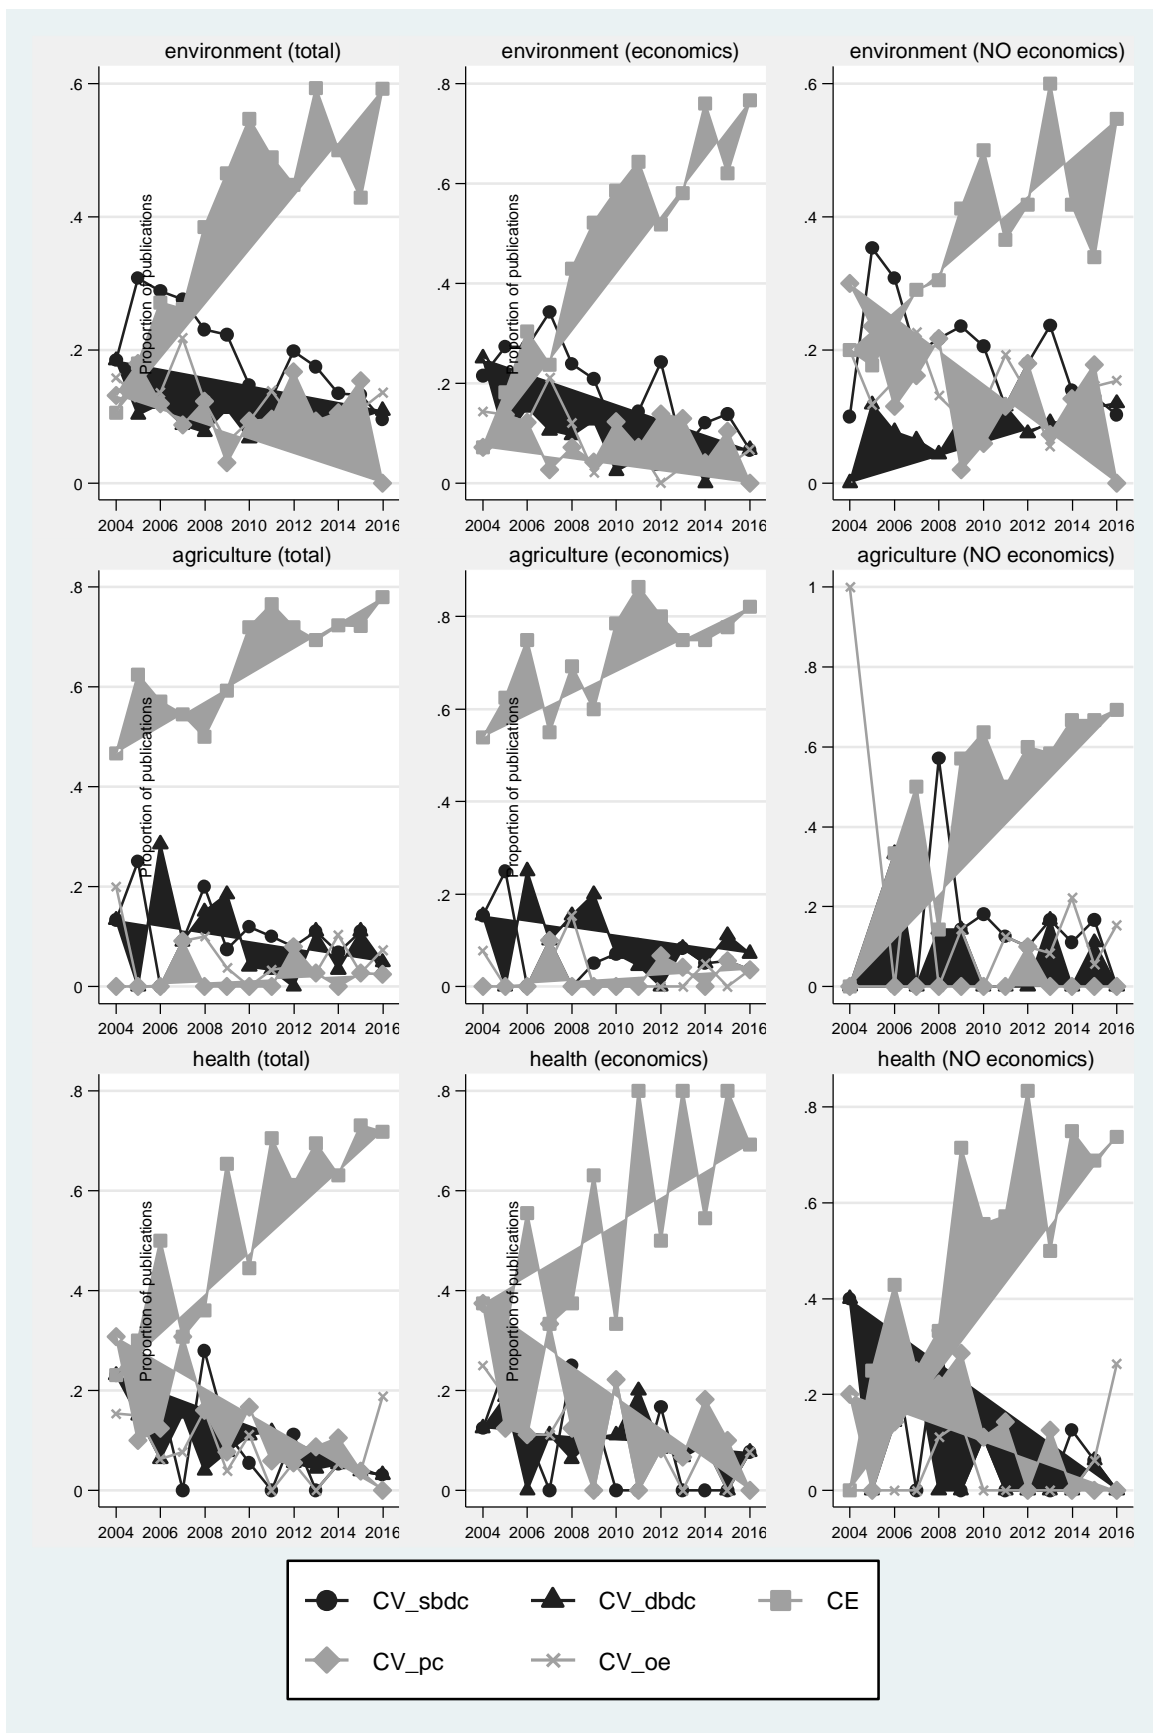 environment (total) environment (economics) environment (NO economics)
.6 .8 .6
.6
.4 .4
.4
.2 .2
.2
0 0 0
Proportion of publications Proportion of publications
2004 2006 2008 2010 2012 2014 2016 2004 2006 2008 2010 2012 2014 2016 2004 2006 2008 2010 2012 2014 2016
agriculture (total) agriculture (economics) agriculture (NO economics)
.8 1
.8
.8
.6 .6
.6
.4 .4
.4
.2 .2
.2
0 0 0
Proportion of publications Proportion of publications
2004 2006 2008 2010 2012 2014 2016 2004 2006 2008 2010 2012 2014 2016 2004 2006 2008 2010 2012 2014 2016
health (total) health (economics) health (NO economics)
.8 .8 .8
.6 .6 .6
.4 .4 .4
.2 .2 .2
0 0 0
Proportion of publications Proportion of publications
2004 2006 2008 2010 2012 2014 2016 2004 2006 2008 2010 2012 2014 2016 2004 2006 2008 2010 2012 2014 2016
CV_sbdc CV_dbdc CE
CV_pc CV_oe